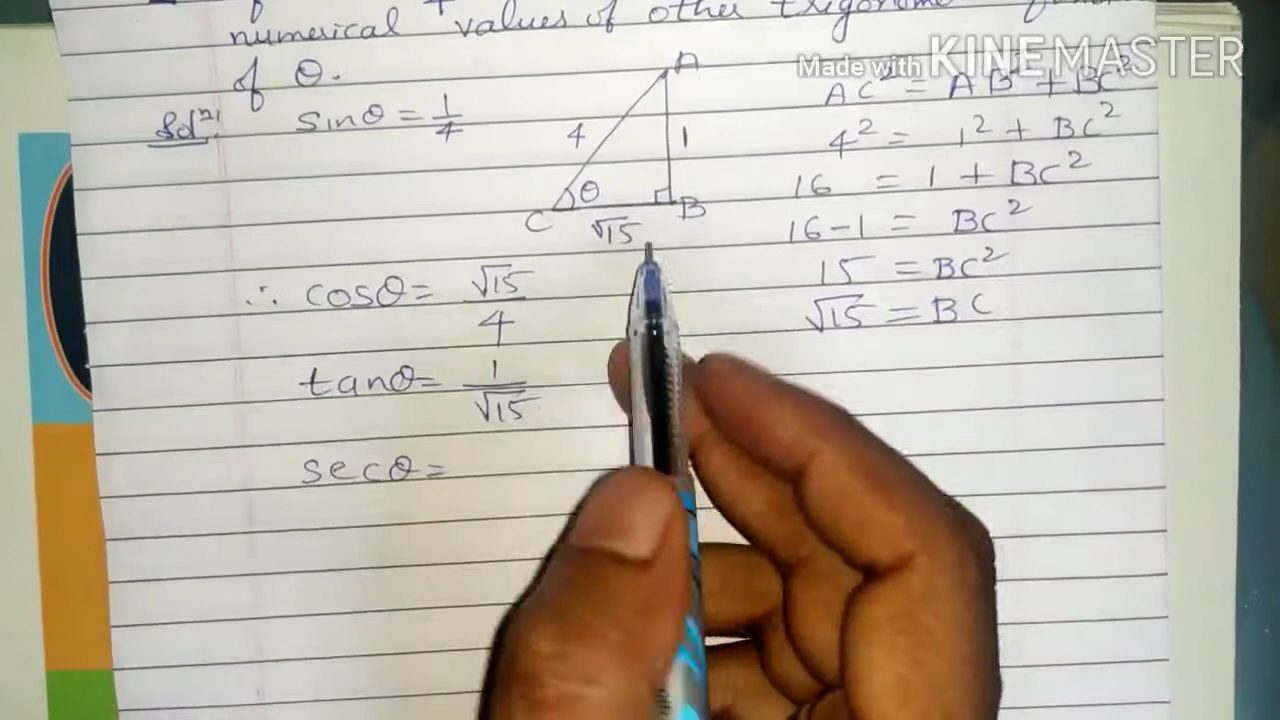 numerical values of other
of θ.
Made with KINEMASTER
Solⁿ: sinθ = 1/4
A
4
1
θ
C
B
√15
AC² = AB² + BC²
4² = 1² + BC²
16 = 1 + BC²
16-1 = BC²
15 = BC²
√15 = BC
∴ cosθ = √15/4
tanθ = 1/√15
secθ =